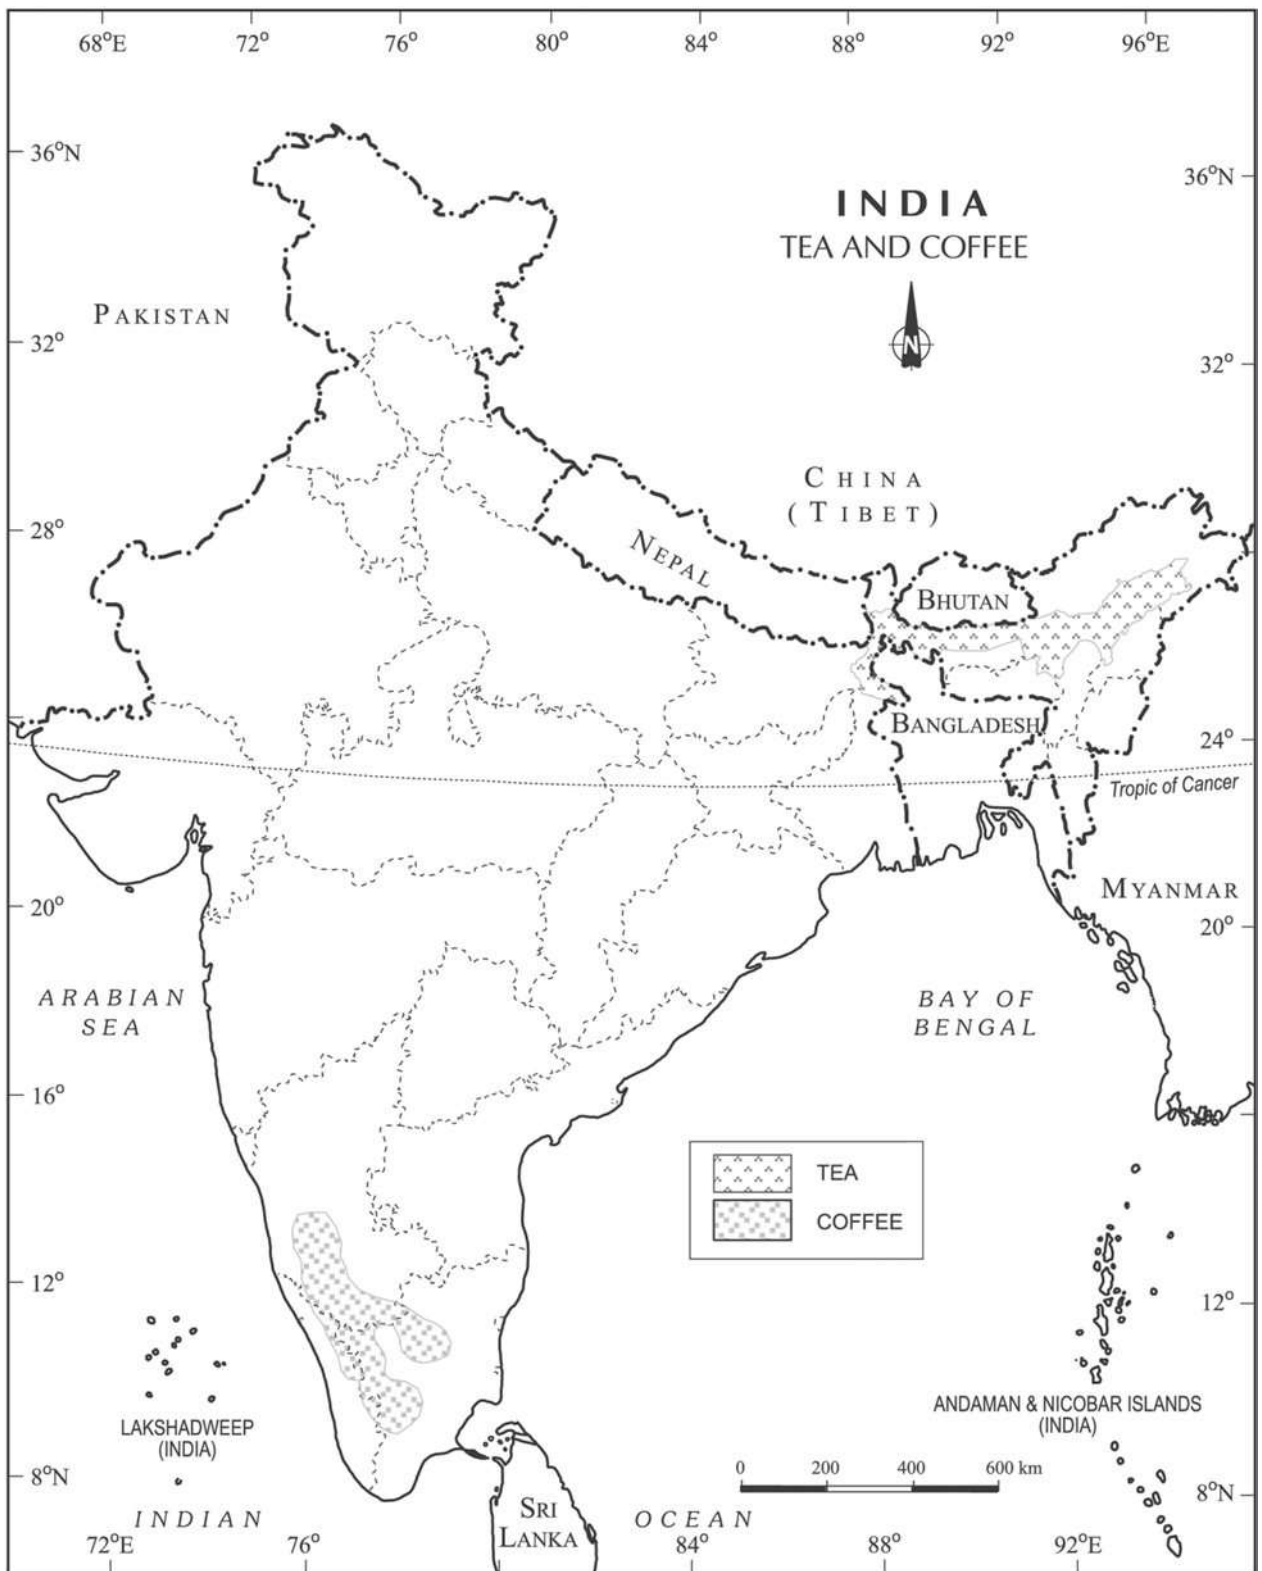 68°E 72° 76° 80° 84° 88° 92° 96°E
36°N
36°N
INDIA
TEA AND COFFEE
N
PAKISTAN
32°
32°
CHINA
(TIBET)
28°
NEPAL
BHUTAN
BANGLADESH
24°
Tropic of Cancer
MYANMAR
20°
20°
ARABIAN
SEA
BAY OF
BENGAL
16°
TEA
COFFEE
12°
12°
LAKSHADWEEP
(INDIA)
ANDAMAN & NICOBAR ISLANDS
(INDIA)
0 200 400 600 km
8°N
8°N
INDIAN
SRI
LANKA
OCEAN
72°E 76° 84° 88° 92°E